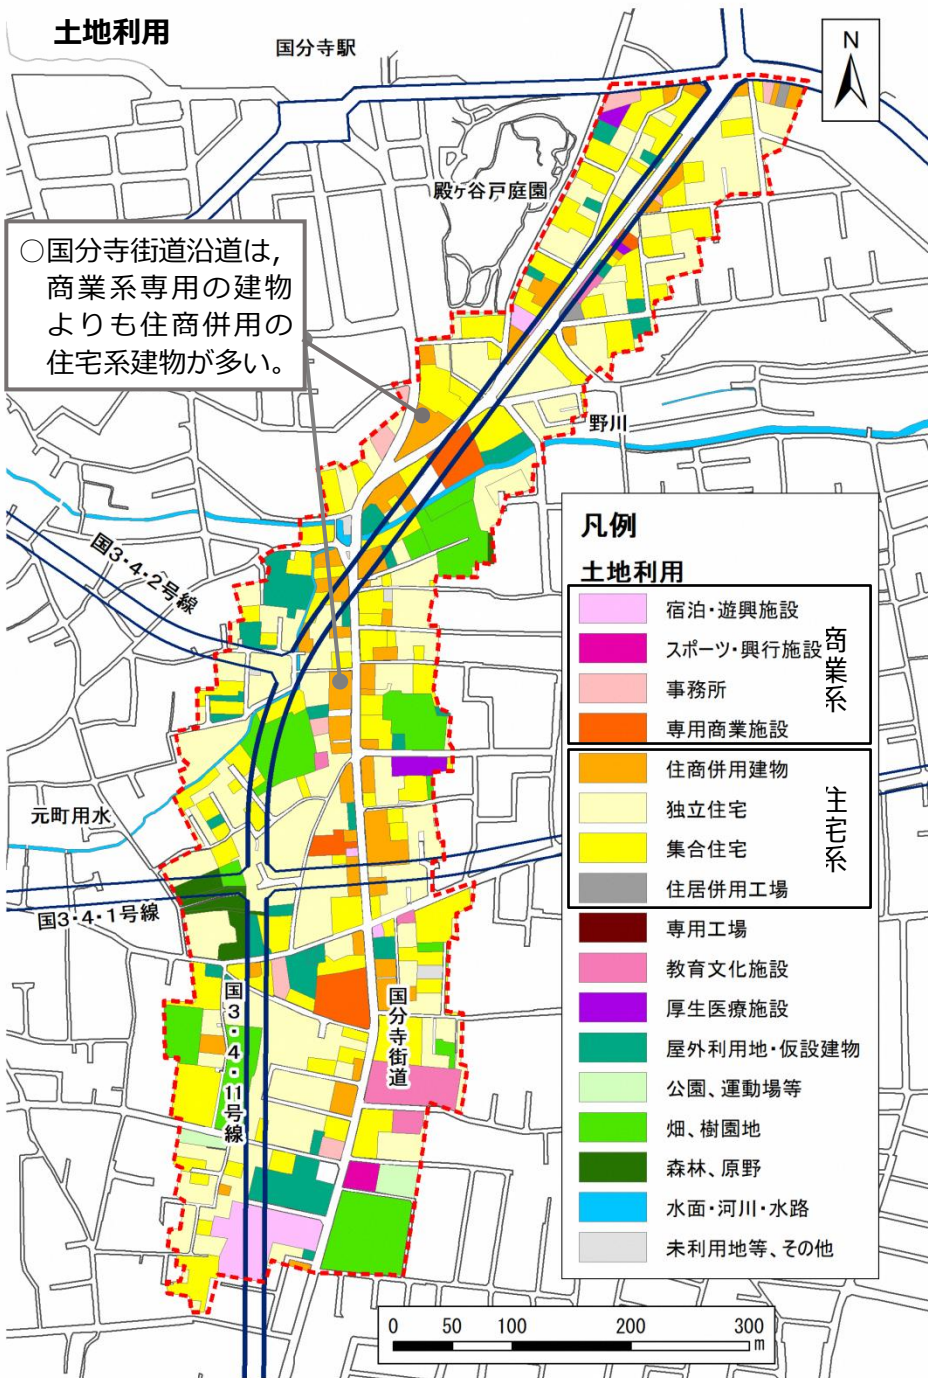 土地利用
国分寺駅
N
殿ヶ谷戸庭園
○国分寺街道沿道は,
商業系専用の建物
よりも住商併用の
住宅系建物が多い。
野川
国3・4・2号線
元町用水
国3・4・1号線
国3・4・11号線
国分寺街道
凡例
土地利用
宿泊・遊興施設
スポーツ・興行施設
事務所
専用商業施設
商業系
住商併用建物
独立住宅
集合住宅
住居併用工場
住宅系
専用工場
教育文化施設
厚生医療施設
屋外利用地・仮設建物
公園、運動場等
畑、樹園地
森林、原野
水面・河川・水路
未利用地等、その他
0 50 100 200 300
m